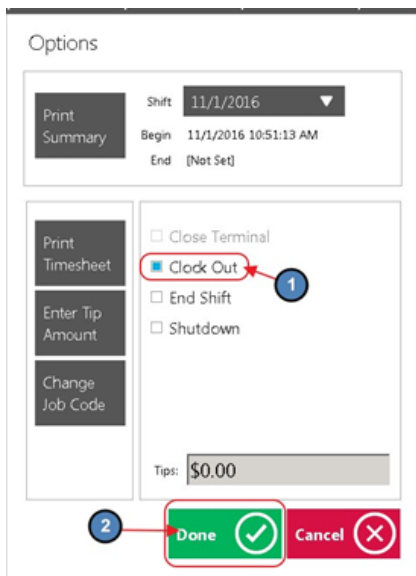 Options
Print
Summary
Shift 11/1/2016
Begin 11/1/2016 10:51:13 AM
End [Not Set]
Print
Timesheet
Enter Tip
Amount
Change
Job Code
Close Terminal
Clock Out
1
End Shift
Shutdown
Tips: $0.00
2
Done
Cancel